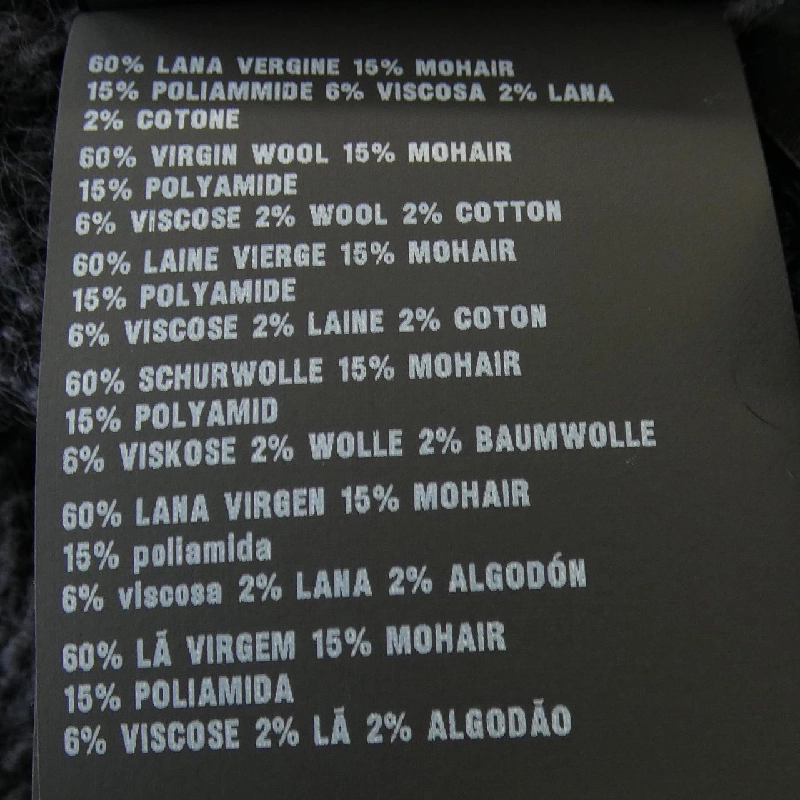 60% LANA VERGINE 15% MOHAIR
15% POLIAMMIDE 6% VISCOSA 2% LANA
2% COTONE
60% VIRGIN WOOL 15% MOHAIR
15% POLYAMIDE
6% VISCOSE 2% WOOL 2% COTTON
60% LAINE VIERGE 15% MOHAIR
15% POLYAMIDE
6% VISCOSE 2% LAINE 2% COTON
60% SCHURWOLLE 15% MOHAIR
15% POLYAMID
6% VISKOSE 2% WOLLE 2% BAUMWOLLE
60% LANA VIRGEN 15% MOHAIR
15% poliamida
6% viscosa 2% LANA 2% ALGODÓN
60% LÃ VIRGEM 15% MOHAIR
15% POLIAMIDA
6% VISCOSE 2% LÃ 2% ALGODÃO